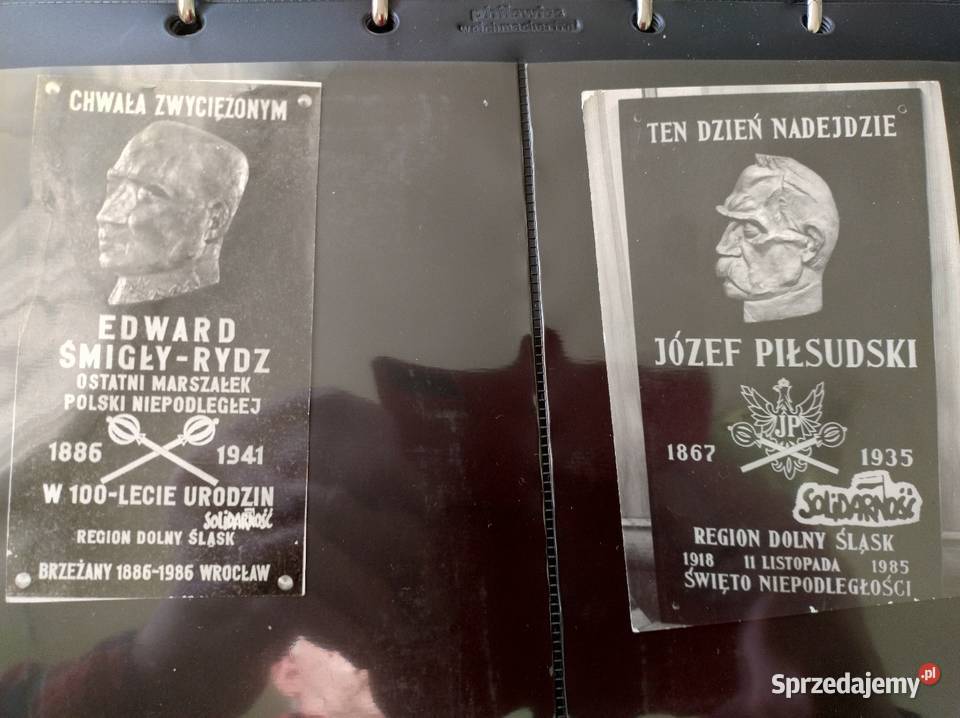 CHWAŁA ZWYCIĘŻONYM
EDWARD
ŚMIGŁY-RYDZ
OSTATNI MARSZAŁEK
POLSKI NIEPODLEGŁEJ
1886 1941
W 100-LECIE URODZIN
SOLIDARNOŚĆ
REGION DOLNY ŚLĄSK
BRZEŻANY 1886-1986 WROCŁAW
TEN DZIEŃ NADEJDZIE
JÓZEF PIŁSUDSKI
JP
1867 1935
SOLIDARNOŚĆ
REGION DOLNY ŚLĄSK
1918 11 LISTOPADA 1985
ŚWIĘTO NIEPODLEGŁOŚCI
Sprzedajemy.pl